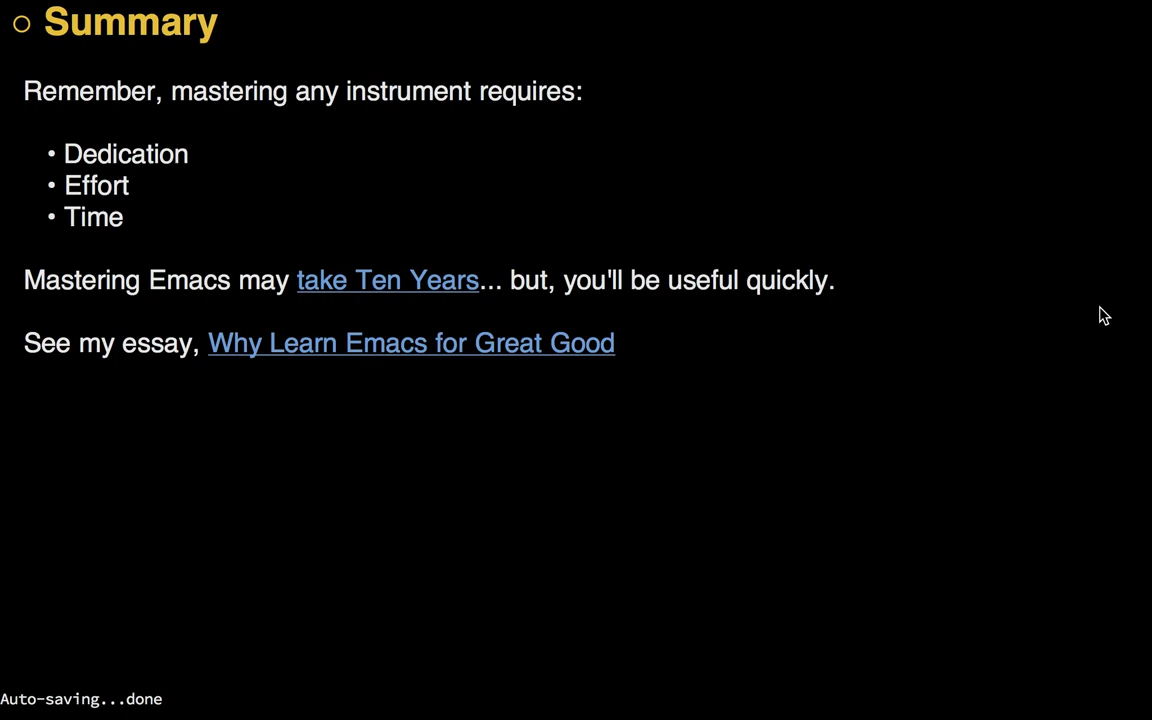 ○ Summary
Remember, mastering any instrument requires:
• Dedication
• Effort
• Time
Mastering Emacs may take Ten Years... but, you'll be useful quickly.
See my essay, Why Learn Emacs for Great Good
Auto-saving...done